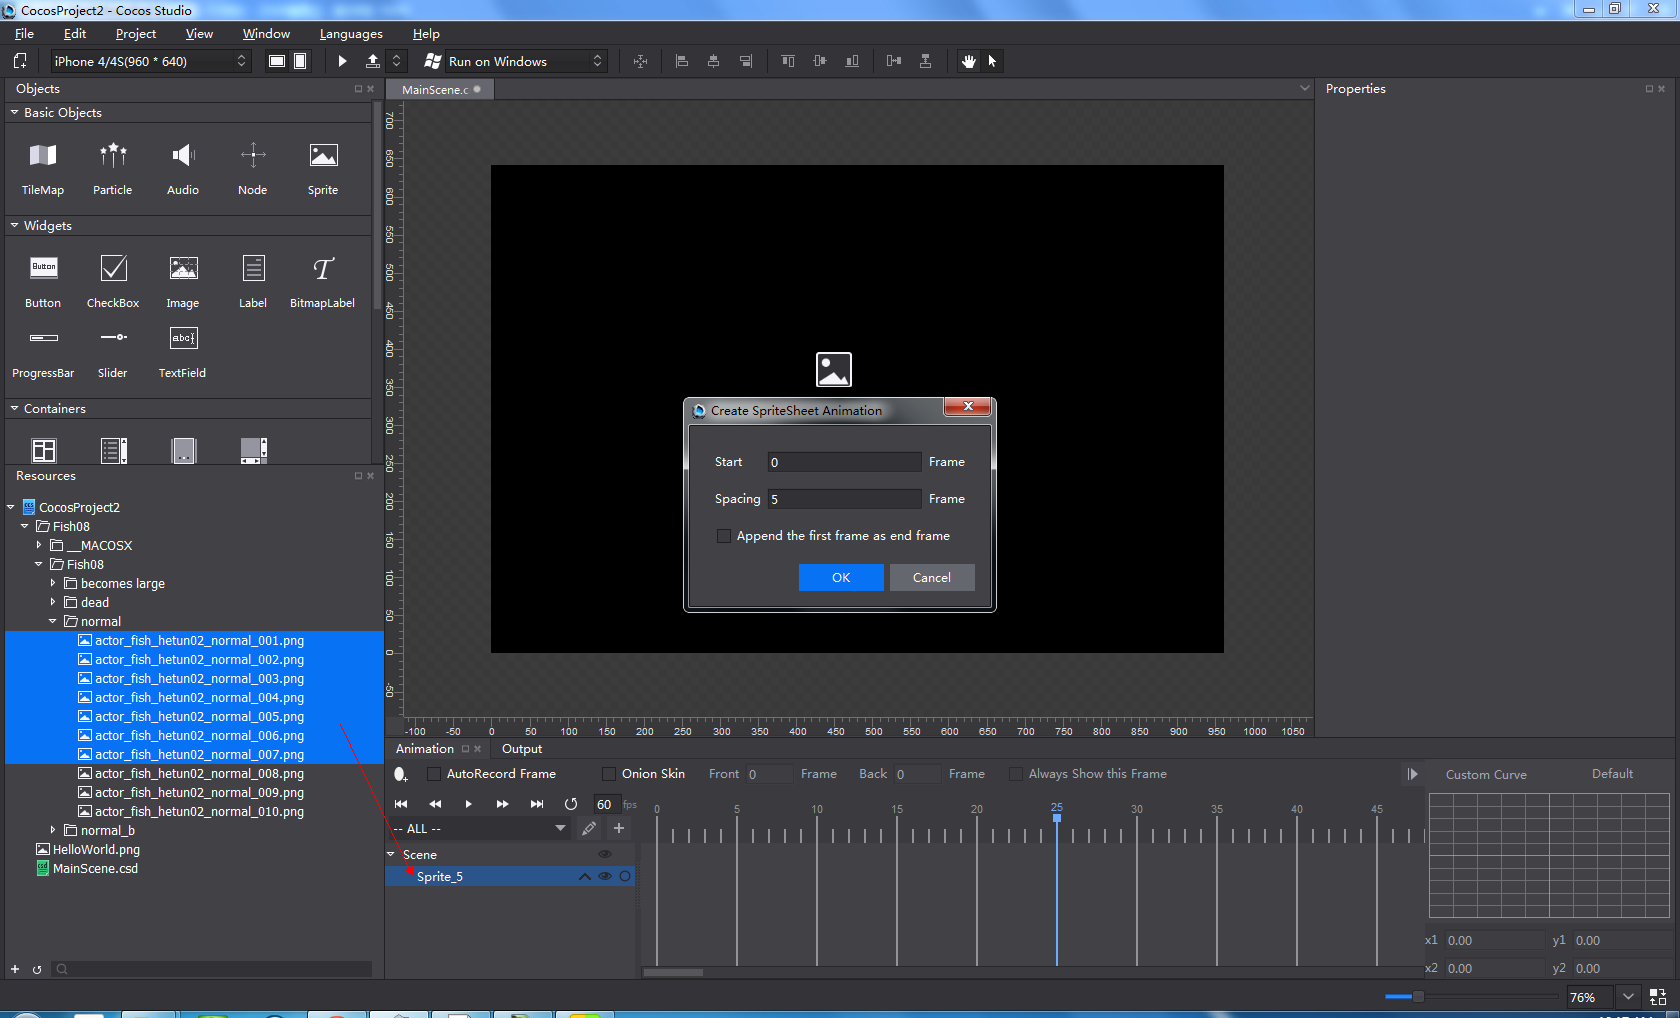 CocosProject2 - Cocos Studio
File Edit Project View Window Languages Help
iPhone 4/4S(960 * 640) Run on Windows
Objects
Basic Objects
TileMap Particle Audio Node Sprite
Widgets
Button
Button CheckBox Image Label BitmapLabel
abc
ProgressBar Slider TextField
Containers
Resources
CocosProject2
Fish08
__MACOSX
Fish08
becomes large
dead
normal
actor_fish_hetun02_normal_001.png
actor_fish_hetun02_normal_002.png
actor_fish_hetun02_normal_003.png
actor_fish_hetun02_normal_004.png
actor_fish_hetun02_normal_005.png
actor_fish_hetun02_normal_006.png
actor_fish_hetun02_normal_007.png
actor_fish_hetun02_normal_008.png
actor_fish_hetun02_normal_009.png
actor_fish_hetun02_normal_010.png
normal_b
HelloWorld.png
MainScene.csd
MainScene.c
700
650
600
550
500
450
400
350
300
250
200
150
100
50
0
-50
-100 -50 0 50 100 150 200 250 300 350 400 450 500 550 600 650 700 750 800 850 900 950 1000 1050
Create SpriteSheet Animation
Start 0 Frame
Spacing 5 Frame
Append the first frame as end frame
OK Cancel
Properties
Animation Output
AutoRecord Frame Onion Skin Front 0 Frame Back 0 Frame Always Show this Frame
60 fps 0 5 10 15 20 25 30 35 40 45
-- ALL --
Scene
Sprite_5
Custom Curve Default
x1 0.00 y1 0.00
x2 0.00 y2 0.00
76%